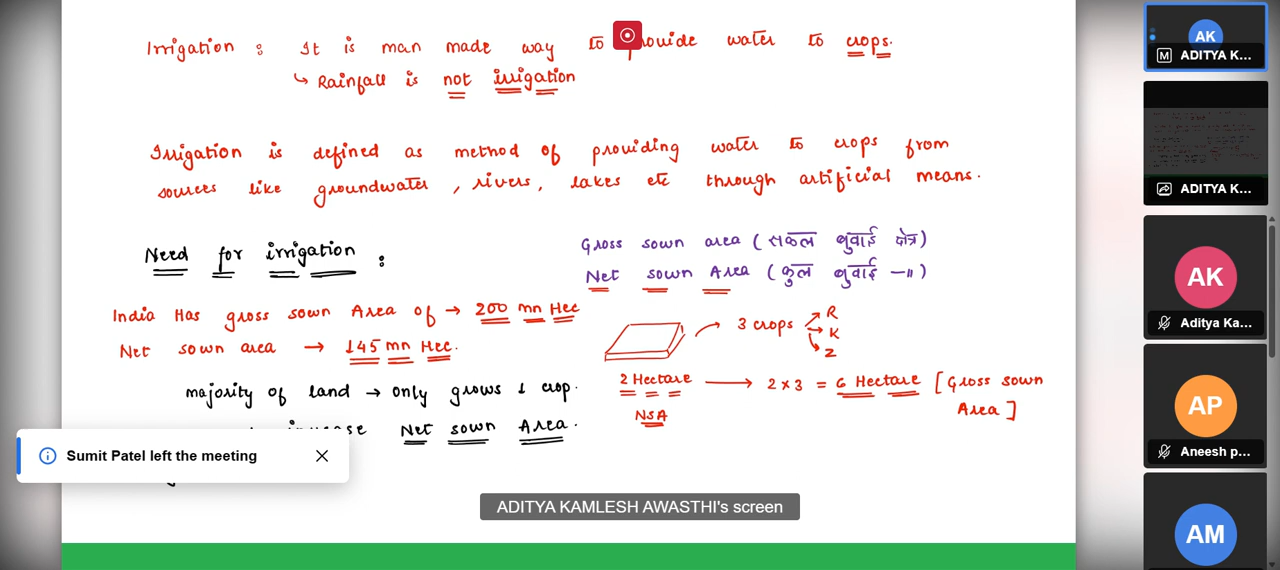 Irrigation : It is man made way to provide water to crops.
↳ Rainfall is not irrigation
Irrigation is defined as method of providing water to crops from
sources like groundwater, rivers, lakes etc through artificial means.
Need for irrigation :
Gross sown area (सकल बुवाई क्षेत्र)
Net sown Area (कुल बुवाई —॥)
India Has gross sown Area of → 200 mn Hec
Net sown area → 145 mn Hec.
3 crops
R
K
Z
2 Hectare → 2 x 3 = 6 Hectare [Gross sown
Area]
NSA
majority of land → only grows 1 crop.
Net sown Area.
Sumit Patel left the meeting
ADITYA KAMLESH AWASTHI's screen
AK
ADITYA K...
ADITYA K...
AK
Aditya Ka...
AP
Aneesh p...
AM